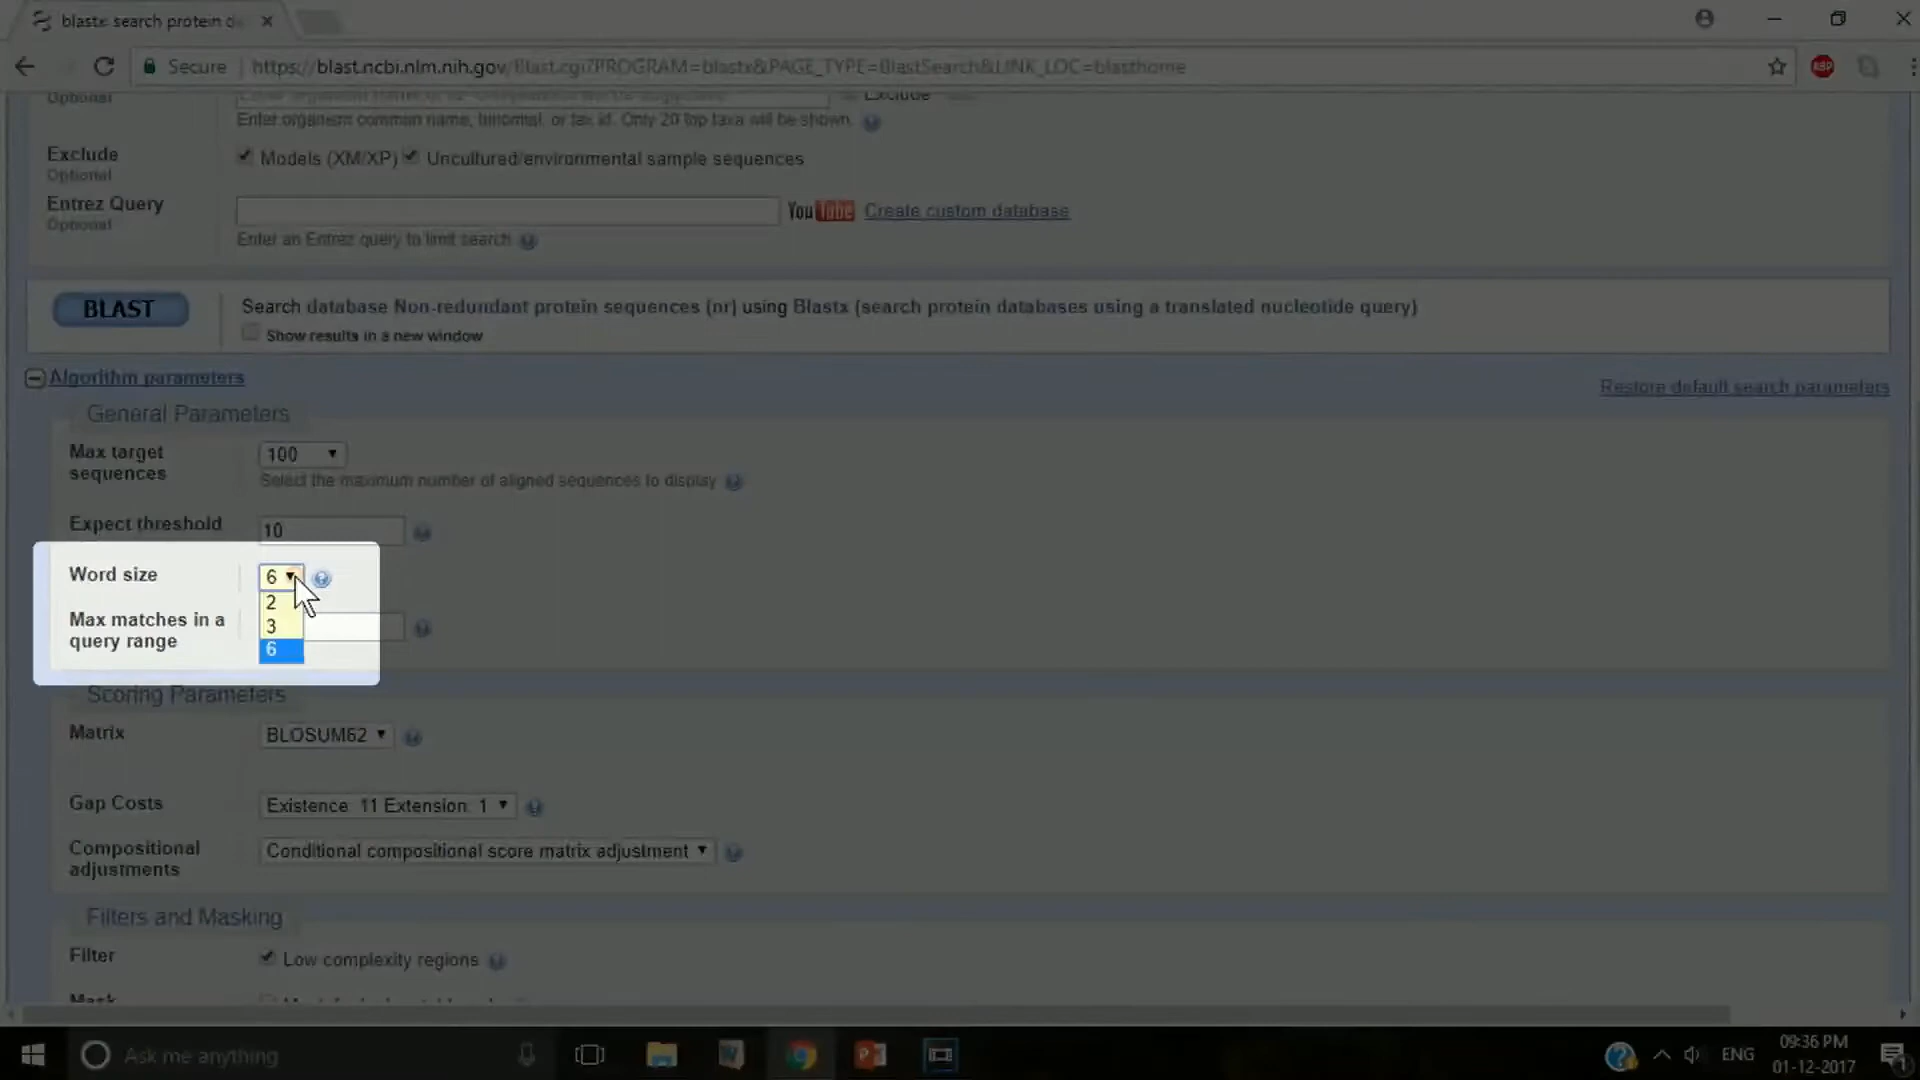 blastx: search protein d
Secure | https://blast.ncbi.nlm.nih.gov/Blast.cgi?PROGRAM=blastx&PAGE_TYPE=BlastSearch&LINK_LOC=blasthome
ABP
Optional
Exclude
Enter organism common name, binomial, or tax id. Only 20 top taxa will be shown.
Exclude
Optional
Models (XM/XP) Uncultured/environmental sample sequences
Entrez Query
Optional
YouTube Create custom database
Enter an Entrez query to limit search
BLAST
Search database Non-redundant protein sequences (nr) using Blastx (search protein databases using a translated nucleotide query)
Show results in a new window
Algorithm parameters
Restore default search parameters
General Parameters
Max target sequences
100
Select the maximum number of aligned sequences to display
Expect threshold
10
Word size
6
2
3
6
Max matches in a query range
Scoring Parameters
Matrix
BLOSUM62
Gap Costs
Existence: 11 Extension: 1
Compositional adjustments
Conditional compositional score matrix adjustment
Filters and Masking
Filter
Low complexity regions
Mask
Ask me anything
ENG
09:36 PM
01-12-2017